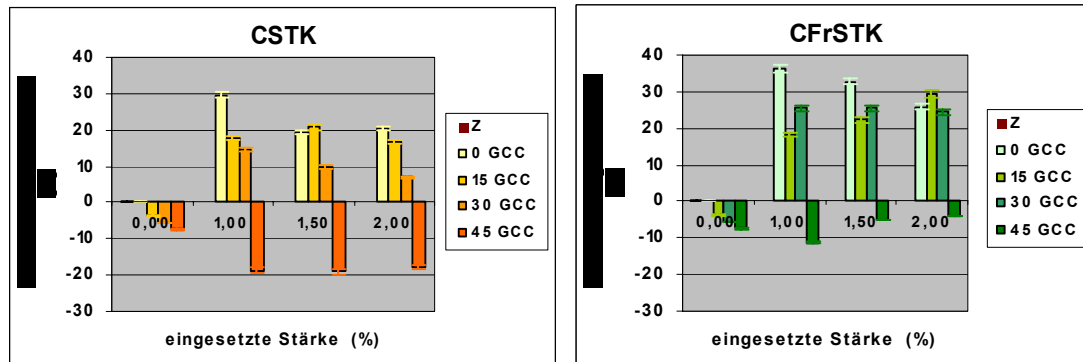 CSTK
40
30
20
10
0
-10
-20
-30
0,00 1,00 1,50 2,00
eingesetzte Stärke (%)
Z
0 GCC
15 GCC
30 GCC
45 GCC
CFrSTK
40
30
20
10
0
-10
-20
-30
0,00 1,00 1,50 2,00
eingesetzte Stärke (%)
Z
0 GCC
15 GCC
30 GCC
45 GCC